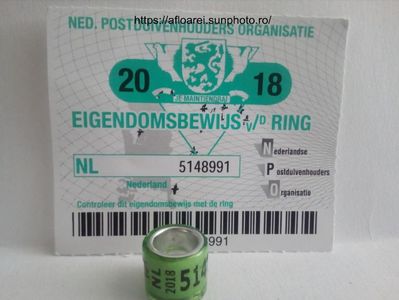 https://afloarei.sunphoto.ro/
NED. POSTDUIVENHOUDERS ORGANISATIE
20 18
JE MAINTIENDRAI
EIGENDOMSBEWIJS V/D RING
NL 5148991
Nederland
N Nederlandse
P Postduivenhouders
O Organisatie
Controleer dit eigendomsbewijs met de ring
991
NL
2018
514